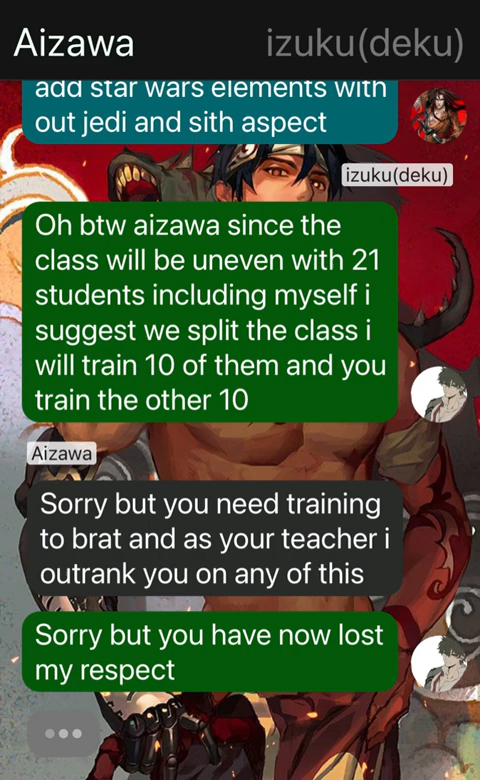 Aizawa izuku(deku)
add star wars elements with
out jedi and sith aspect
izuku(deku)
Oh btw aizawa since the
class will be uneven with 21
students including myself i
suggest we split the class i
will train 10 of them and you
train the other 10
Aizawa
Sorry but you need training
to brat and as your teacher i
outrank you on any of this
Sorry but you have now lost
my respect